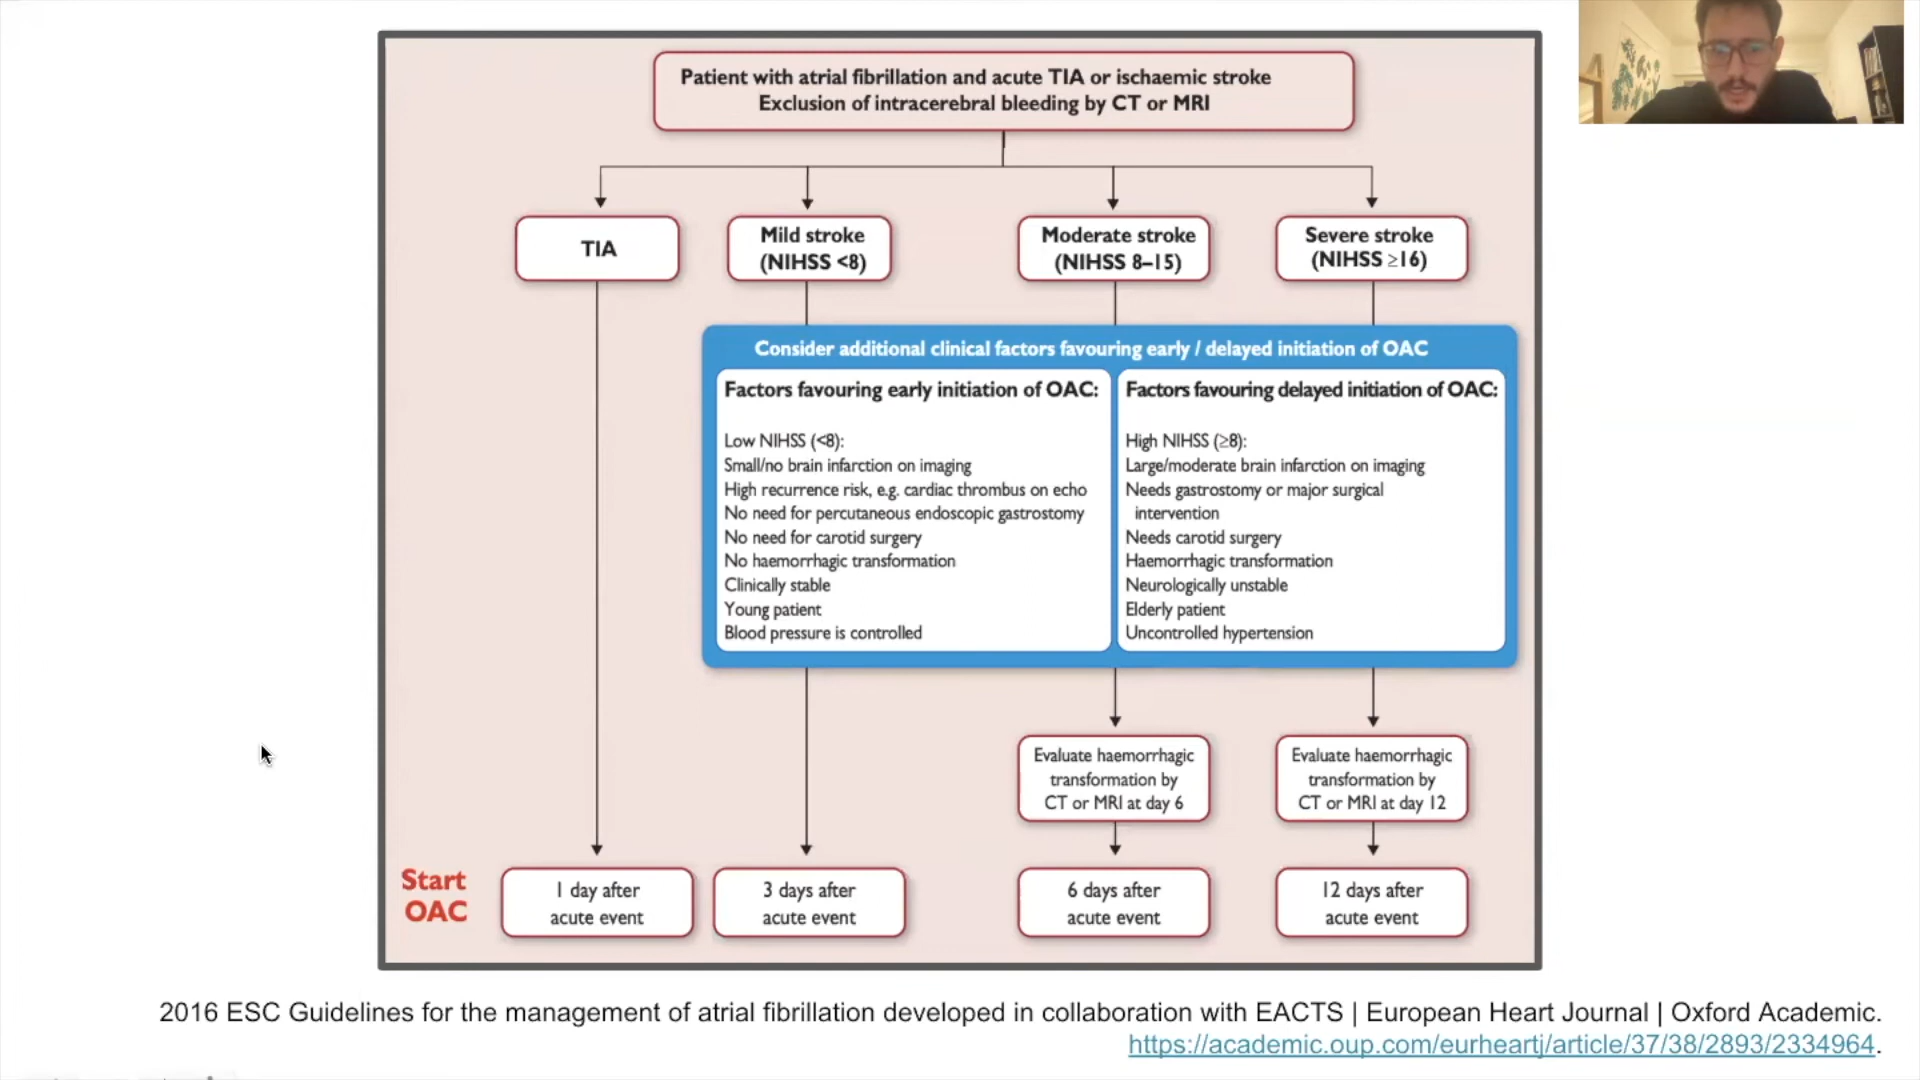 Patient with atrial fibrillation and acute TIA or ischaemic stroke
Exclusion of intracerebral bleeding by CT or MRI
TIA
Mild stroke
(NIHSS <8)
Moderate stroke
(NIHSS 8–15)
Severe stroke
(NIHSS ≥16)
Consider additional clinical factors favouring early / delayed initiation of OAC
Factors favouring early initiation of OAC:
Low NIHSS (<8):
Small/no brain infarction on imaging
High recurrence risk, e.g. cardiac thrombus on echo
No need for percutaneous endoscopic gastrostomy
No need for carotid surgery
No haemorrhagic transformation
Clinically stable
Young patient
Blood pressure is controlled
Factors favouring delayed initiation of OAC:
High NIHSS (≥8):
Large/moderate brain infarction on imaging
Needs gastrostomy or major surgical
intervention
Needs carotid surgery
Haemorrhagic transformation
Neurologically unstable
Elderly patient
Uncontrolled hypertension
Evaluate haemorrhagic
transformation by
CT or MRI at day 6
Evaluate haemorrhagic
transformation by
CT or MRI at day 12
Start
OAC
1 day after
acute event
3 days after
acute event
6 days after
acute event
12 days after
acute event
2016 ESC Guidelines for the management of atrial fibrillation developed in collaboration with EACTS | European Heart Journal | Oxford Academic.
https://academic.oup.com/eurheartj/article/37/38/2893/2334964.